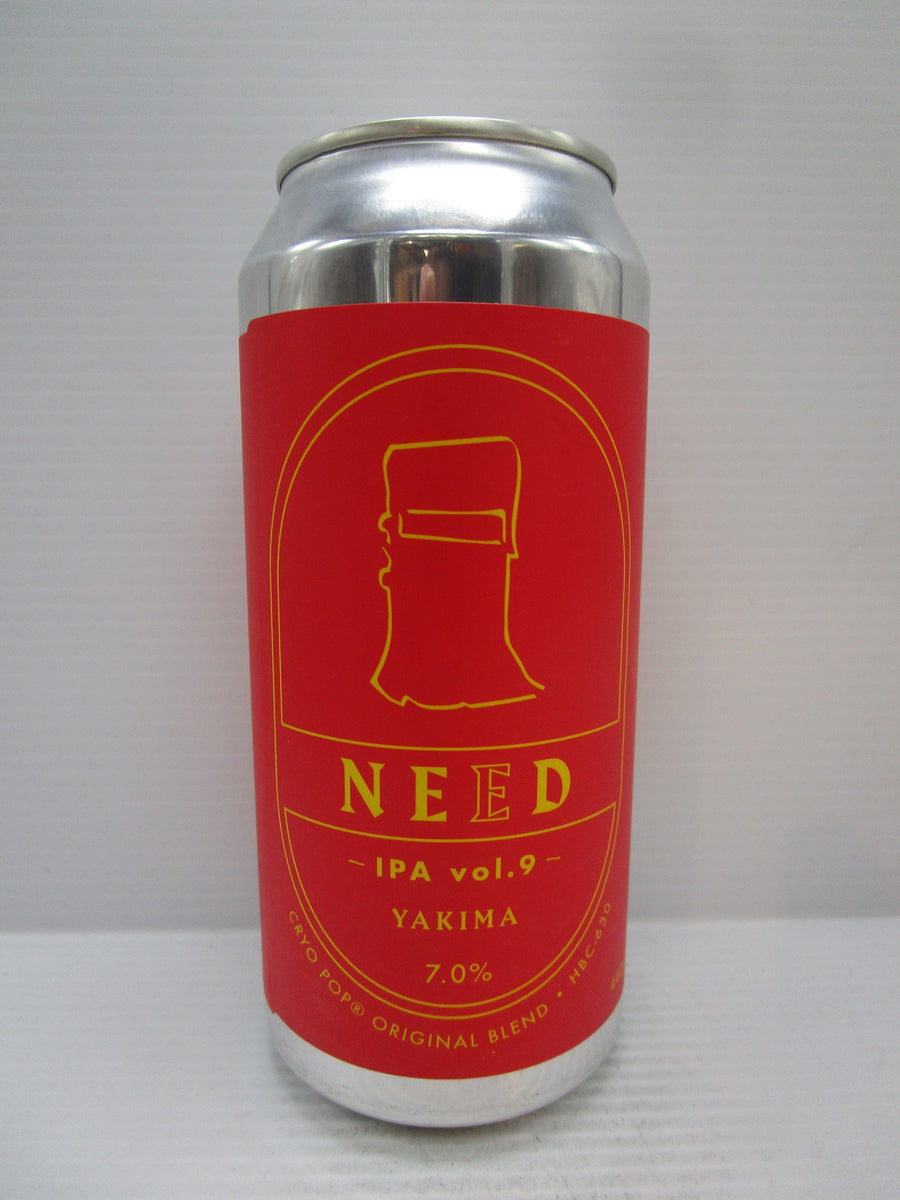 NEED
– IPA vol.9 –
YAKIMA
7.0%
CRYO POP® ORIGINAL BLEND • HBC-630